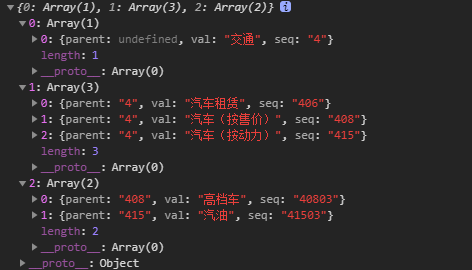 ▼{0: Array(1), 1: Array(3), 2: Array(2)} i
▼0: Array(1)
▶0: {parent: undefined, val: "交通", seq: "4"}
length: 1
▶__proto__: Array(0)
▼1: Array(3)
▶0: {parent: "4", val: "汽车租赁", seq: "406"}
▶1: {parent: "4", val: "汽车（按售价）", seq: "408"}
▶2: {parent: "4", val: "汽车（按动力）", seq: "415"}
length: 3
▶__proto__: Array(0)
▼2: Array(2)
▶0: {parent: "408", val: "高档车", seq: "40803"}
▶1: {parent: "415", val: "汽油", seq: "41503"}
length: 2
▶__proto__: Array(0)
▶__proto__: Object